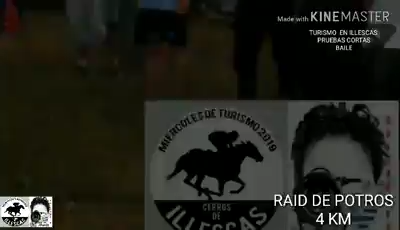 Made with KINEMASTER
TURISMO EN ILLESCAS
PRUEBAS CORTAS
BAILE
MIERCOLES DE TURISMO 2019
CERROS
DE
ILLESCAS
RAID DE POTROS
4 KM